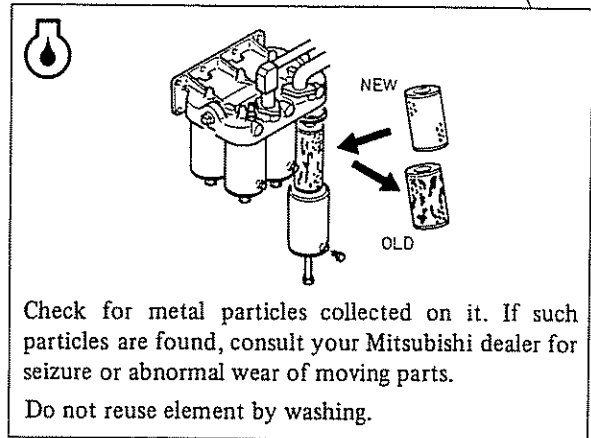 NEW
OLD
Check for metal particles collected on it. If such
particles are found, consult your Mitsubishi dealer for
seizure or abnormal wear of moving parts.
Do not reuse element by washing.